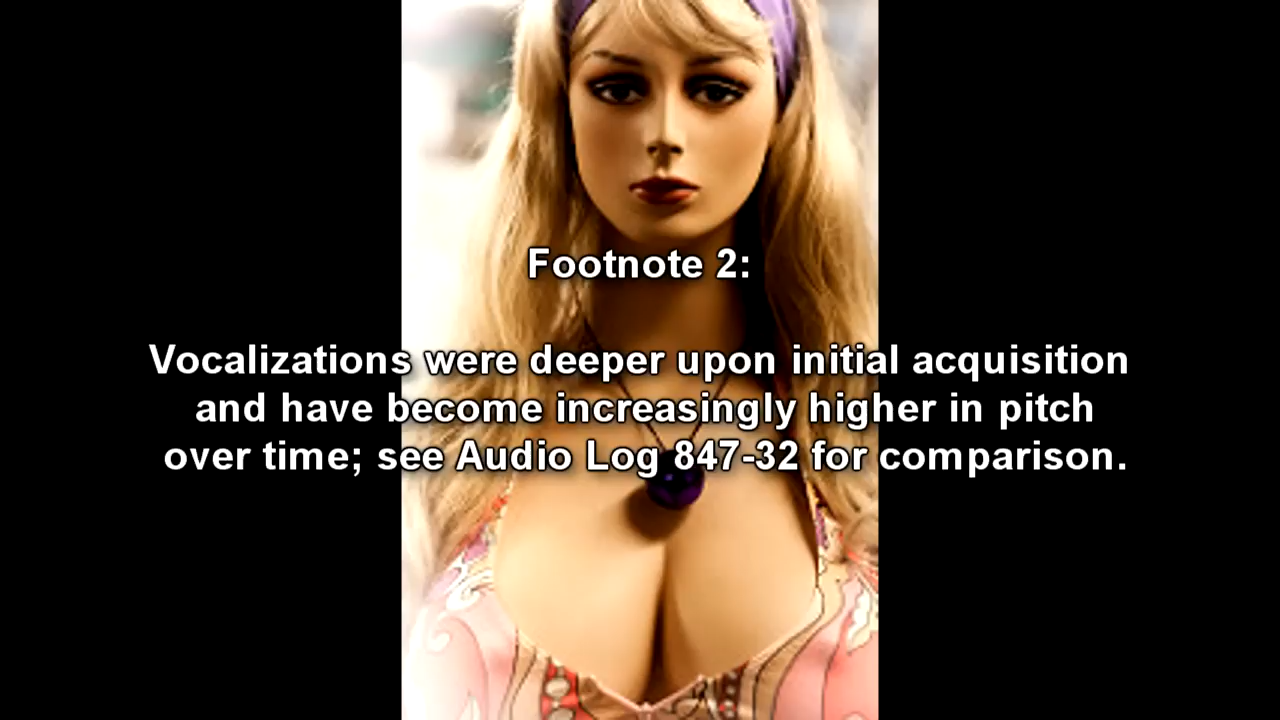 Footnote 2:
Vocalizations were deeper upon initial acquisition
and have become increasingly higher in pitch
over time; see Audio Log 847-32 for comparison.